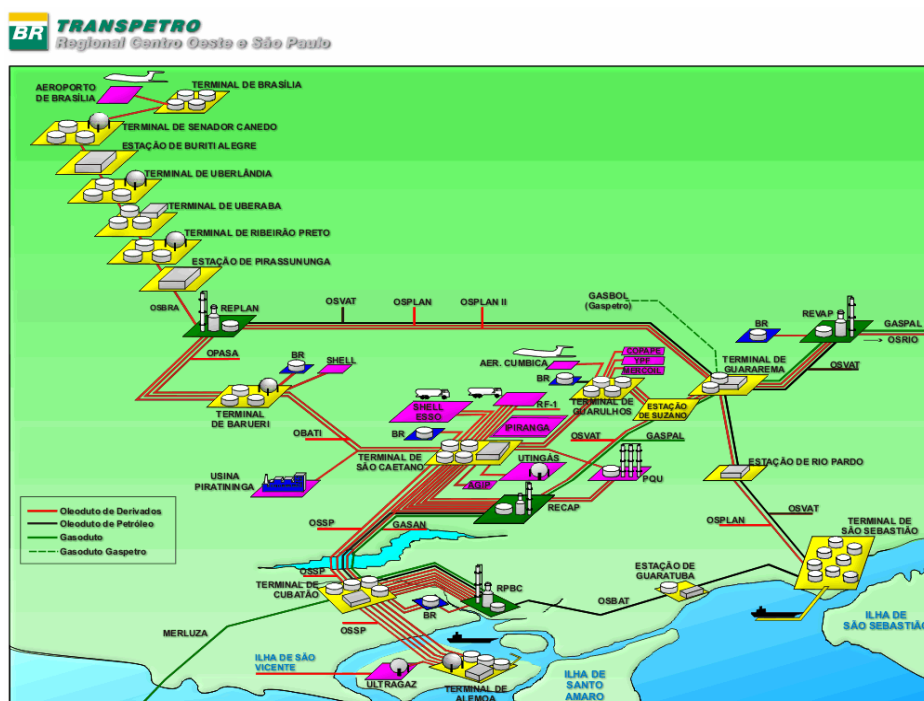 BR TRANSPETRO
Regional Centro Oeste e São Paulo
AEROPORTO
DE BRASÍLIA
TERMINAL DE BRASÍLIA
TERMINAL DE SENADOR CANEDO
ESTAÇÃO DE BURITI ALEGRE
TERMINAL DE UBERLÂNDIA
TERMINAL DE UBERABA
TERMINAL DE RIBEIRÃO PRETO
ESTAÇÃO DE PIRASSUNUNGA
OSBRA
REPLAN
OSVAT
OSPLAN
OSPLAN II
GASBOL
(Gaspetro)
REVAP
BR
GASPAL
OSRIO
OPASA
BR
SHELL
AER. CUMBICA
COPAPE
YPF
MERCOIL
BR
TERMINAL DE
GUARAREMA
OSVAT
TERMINAL
DE BARUERI
SHELL
ESSO
RF-1
IPIRANGA
TERMINAL DE
GUARULHOS
ESTAÇÃO
DE SUZANO
OBATI
BR
OSVAT
GASPAL
TERMINAL DE
SÃO CAETANO
UTINGÁS
PQU
ESTAÇÃO DE RIO PARDO
USINA
PIRATININGA
AGIP
RECAP
Oleoduto de Derivados
Oleoduto de Petróleo
Gasoduto
Gasoduto Gaspetro
OSSP
GASAN
OSPLAN
OSVAT
TERMINAL DE
SÃO SEBASTIÃO
OSSP
TERMINAL DE
CUBATÃO
RPBC
ESTAÇÃO DE
GUARATUBA
BR
OSBAT
MERLUZA
OSSP
ILHA DE
SÃO SEBASTIÃO
ILHA DE SÃO
VICENTE
ULTRAGAZ
TERMINAL DE
ALEMOA
ILHA DE
SANTO
AMARO